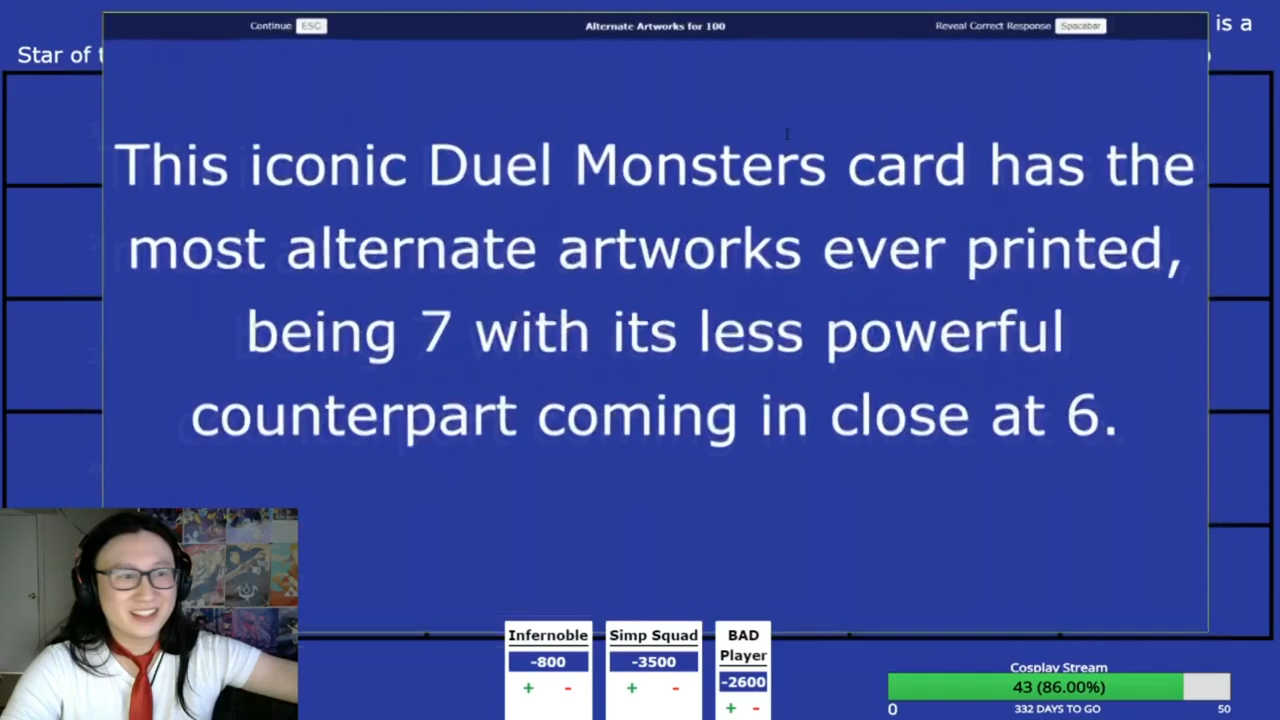 Continue ESC
Alternate Artworks for 100
Reveal Correct Response Spacebar
is a
Star of t
This iconic Duel Monsters card has the
most alternate artworks ever printed,
being 7 with its less powerful
counterpart coming in close at 6.
Infernoble
-800
+ -
Simp Squad
-3500
+ -
BAD
Player
-2600
+ -
Cosplay Stream
43 (86.00%)
0
332 DAYS TO GO
50